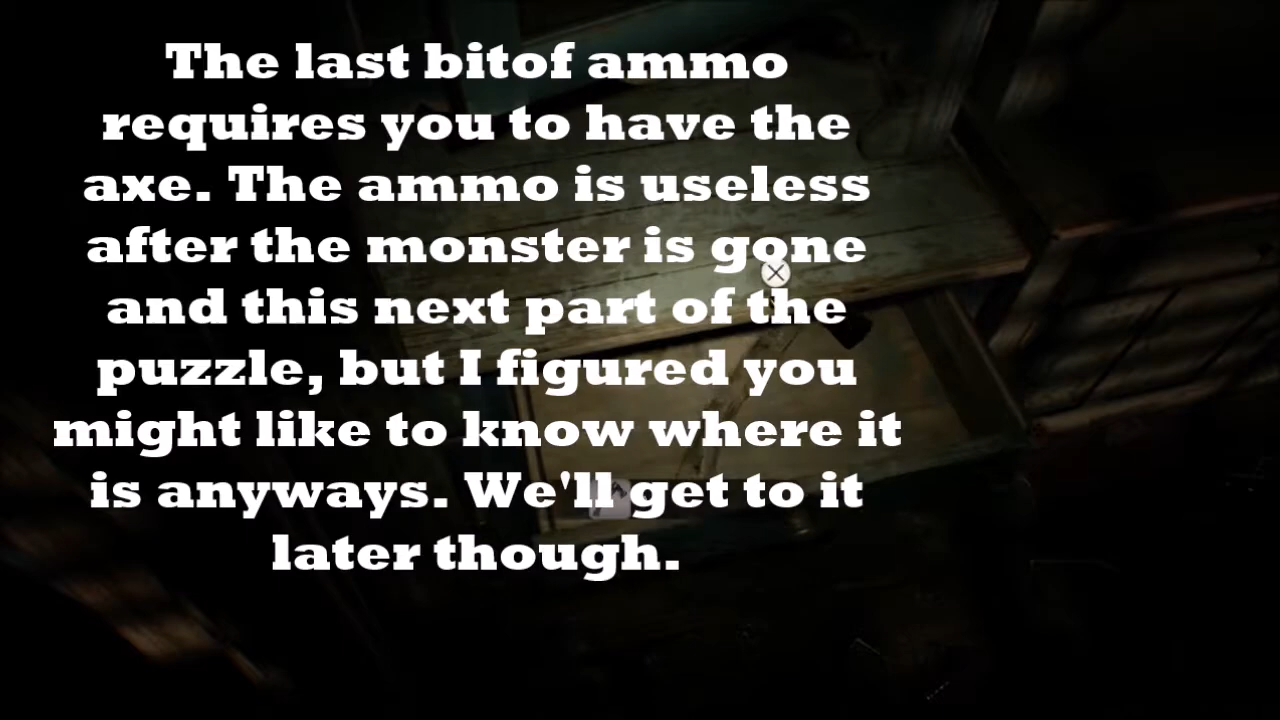 The last bitof ammo
requires you to have the
axe. The ammo is useless
after the monster is gone
and this next part of the
puzzle, but I figured you
might like to know where it
is anyways. We'll get to it
later though.